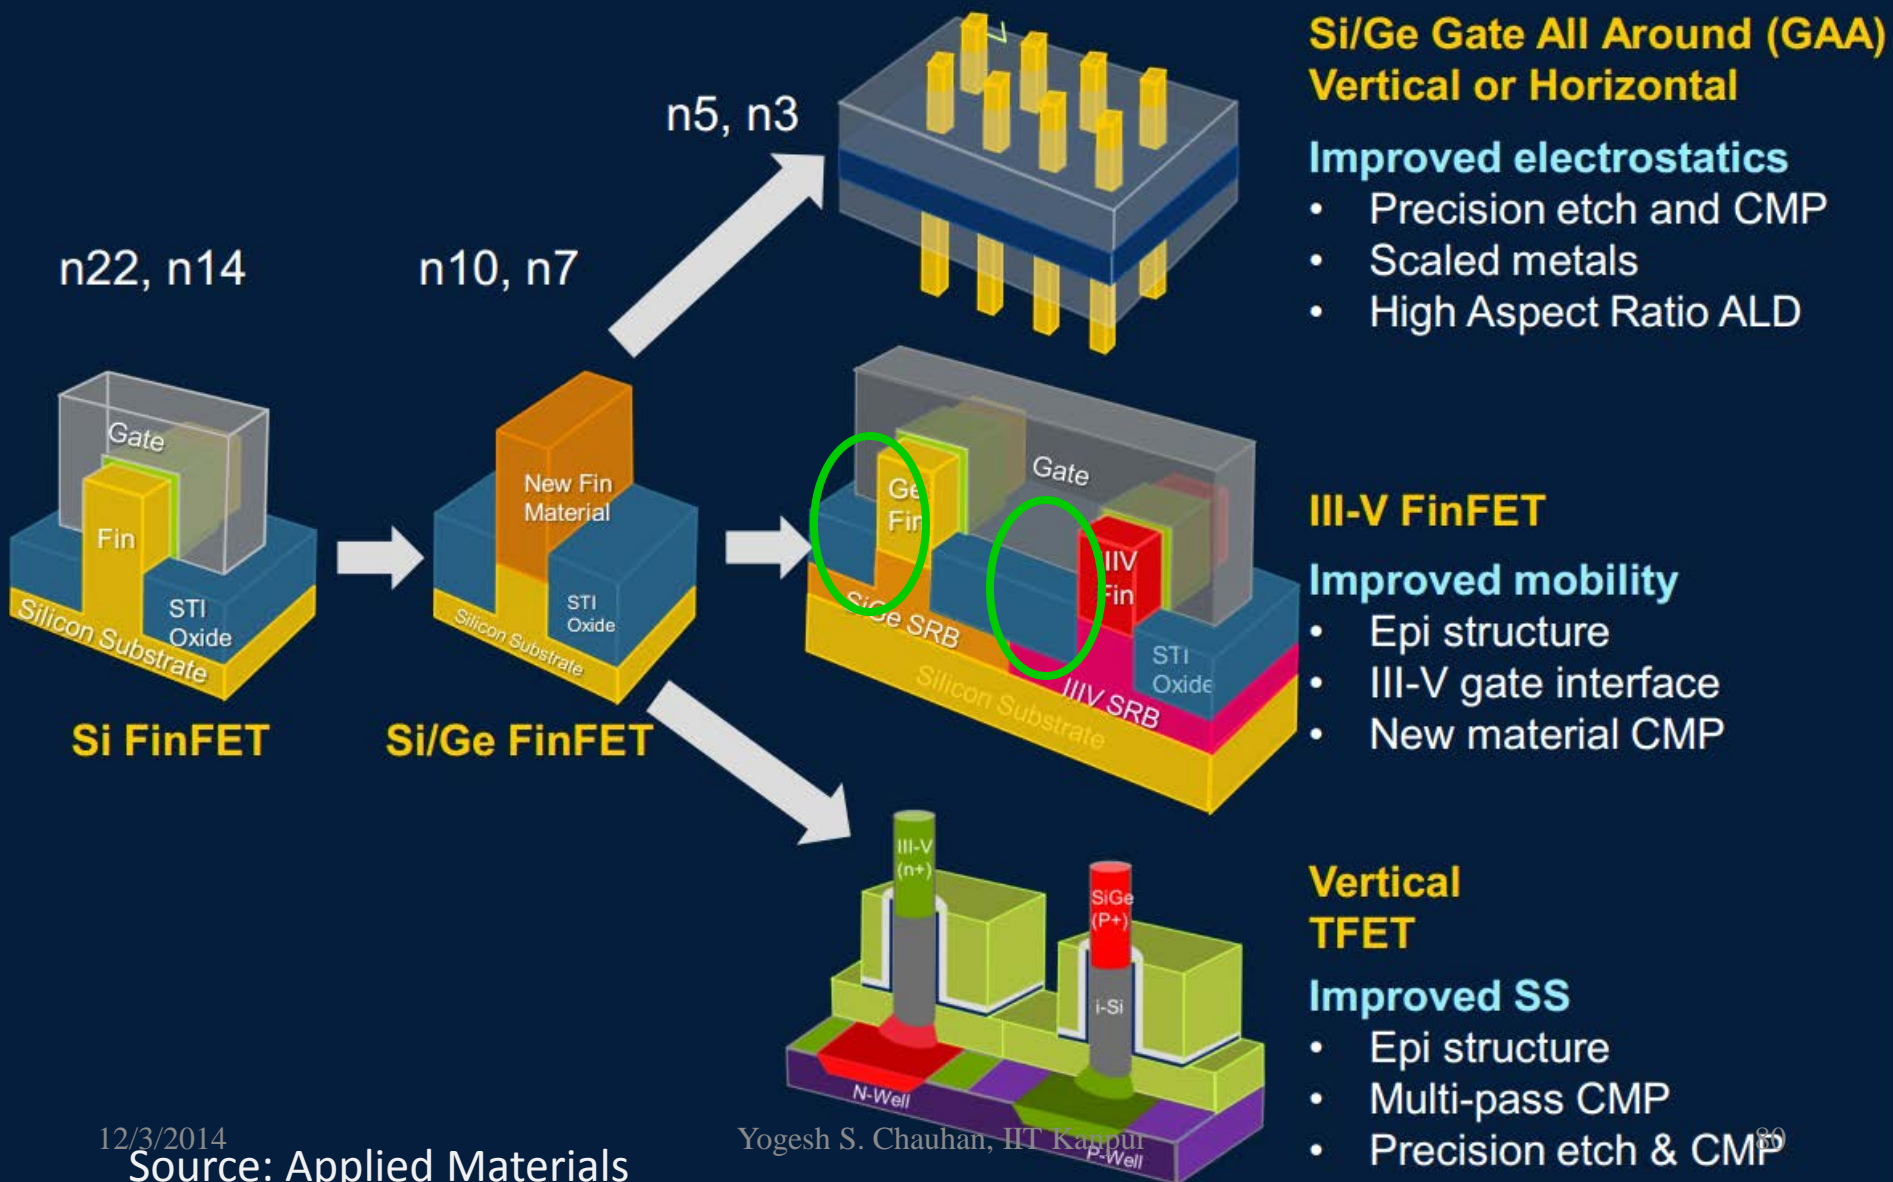 n22, n14
n10, n7
n5, n3
Si/Ge Gate All Around (GAA)
Vertical or Horizontal
Improved electrostatics
• Precision etch and CMP
• Scaled metals
• High Aspect Ratio ALD
Gate
Fin
STI
Oxide
Silicon Substrate
Si FinFET
New Fin
Material
STI
Oxide
Silicon Substrate
Si/Ge FinFET
Ge
Fin
Gate
IIIV
Fin
STI
Oxide
SiGe SRB
IIIV SRB
Silicon Substrate
III-V FinFET
Improved mobility
• Epi structure
• III-V gate interface
• New material CMP
III-V
(n+)
SiGe
(P+)
i-Si
N-Well
P-Well
Vertical
TFET
Improved SS
• Epi structure
• Multi-pass CMP
• Precision etch & CMP
12/3/2014
Yogesh S. Chauhan, IIT Kanpur
80
Source: Applied Materials